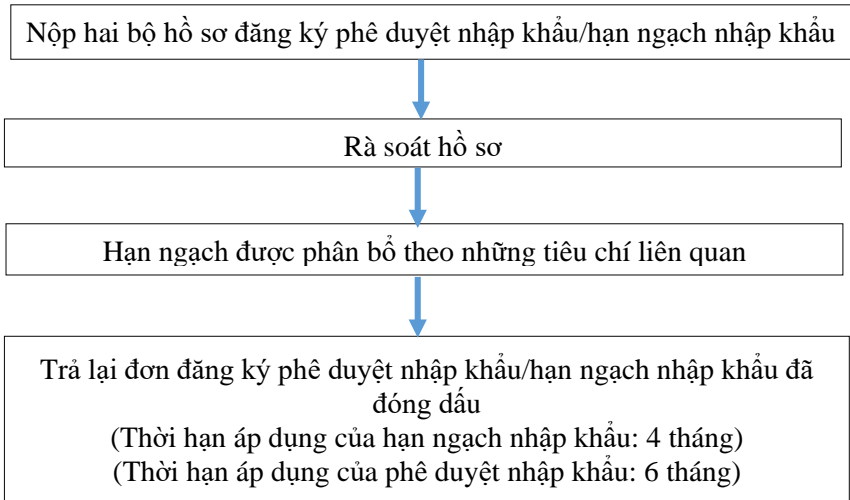 Nộp hai bộ hồ sơ đăng ký phê duyệt nhập khẩu/hạn ngạch nhập khẩu
Rà soát hồ sơ
Hạn ngạch được phân bổ theo những tiêu chí liên quan
Trả lại đơn đăng ký phê duyệt nhập khẩu/hạn ngạch nhập khẩu đã
đóng dấu
(Thời hạn áp dụng của hạn ngạch nhập khẩu: 4 tháng)
(Thời hạn áp dụng của phê duyệt nhập khẩu: 6 tháng)